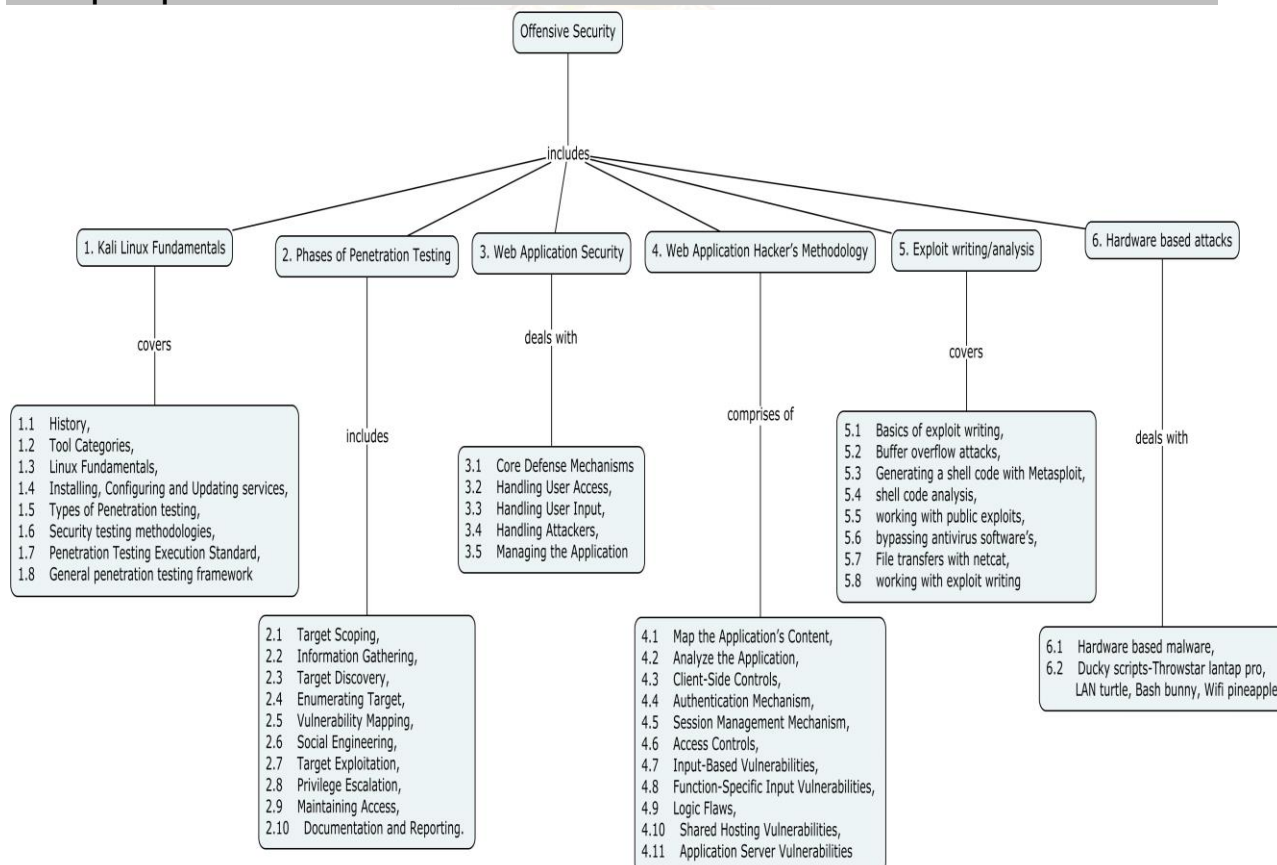 Offensive Security
includes
1. Kali Linux Fundamentals
2. Phases of Penetration Testing
3. Web Application Security
4. Web Application Hacker's Methodology
5. Exploit writing/analysis
6. Hardware based attacks
covers
1.1 History,
1.2 Tool Categories,
1.3 Linux Fundamentals,
1.4 Installing, Configuring and Updating services,
1.5 Types of Penetration testing,
1.6 Security testing methodologies,
1.7 Penetration Testing Execution Standard,
1.8 General penetration testing framework
includes
2.1 Target Scoping,
2.2 Information Gathering,
2.3 Target Discovery,
2.4 Enumerating Target,
2.5 Vulnerability Mapping,
2.6 Social Engineering,
2.7 Target Exploitation,
2.8 Privilege Escalation,
2.9 Maintaining Access,
2.10 Documentation and Reporting.
deals with
3.1 Core Defense Mechanisms
3.2 Handling User Access,
3.3 Handling User Input,
3.4 Handling Attackers,
3.5 Managing the Application
comprises of
4.1 Map the Application's Content,
4.2 Analyze the Application,
4.3 Client-Side Controls,
4.4 Authentication Mechanism,
4.5 Session Management Mechanism,
4.6 Access Controls,
4.7 Input-Based Vulnerabilities,
4.8 Function-Specific Input Vulnerabilities,
4.9 Logic Flaws,
4.10 Shared Hosting Vulnerabilities,
4.11 Application Server Vulnerabilities
covers
5.1 Basics of exploit writing,
5.2 Buffer overflow attacks,
5.3 Generating a shell code with Metasploit,
5.4 shell code analysis,
5.5 working with public exploits,
5.6 bypassing antivirus software's,
5.7 File transfers with netcat,
5.8 working with exploit writing
deals with
6.1 Hardware based malware,
6.2 Ducky scripts-Throwstar lantap pro,
LAN turtle, Bash bunny, Wifi pineapple